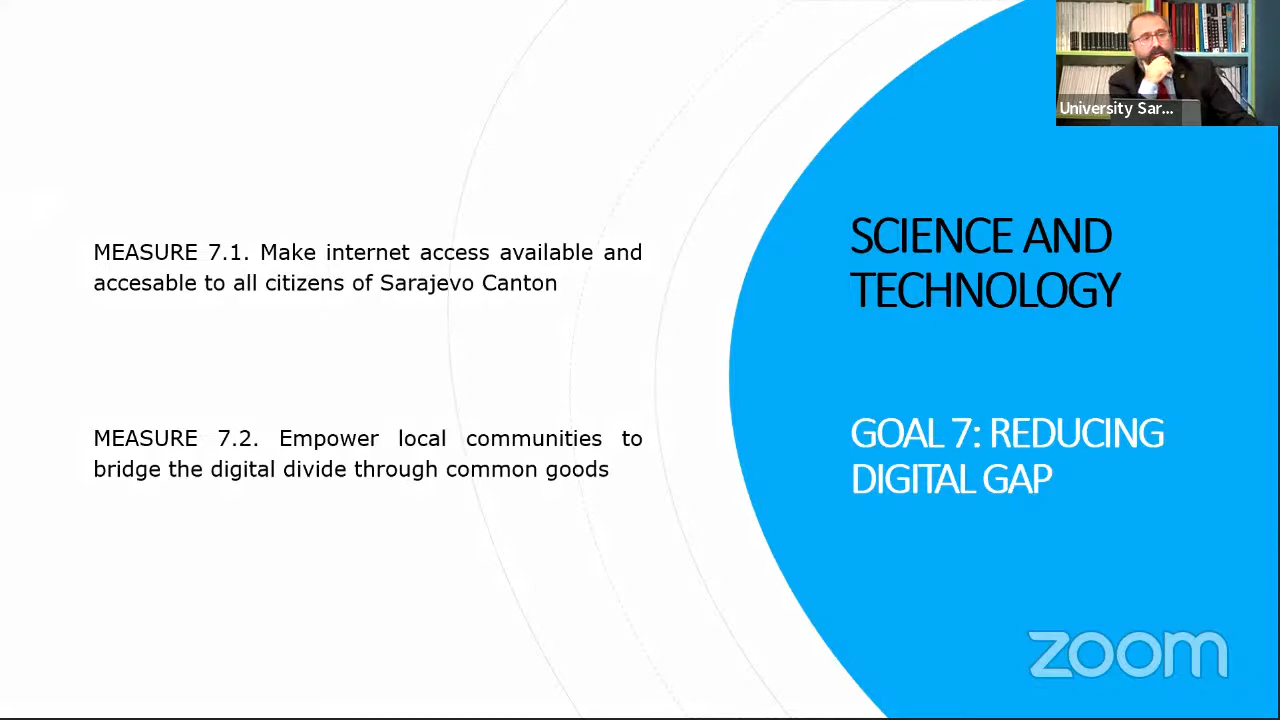 University Sar...
SCIENCE AND
TECHNOLOGY
MEASURE 7.1. Make internet access available and
accesable to all citizens of Sarajevo Canton
MEASURE 7.2. Empower local communities to
bridge the digital divide through common goods
GOAL 7: REDUCING
DIGITAL GAP
zoom